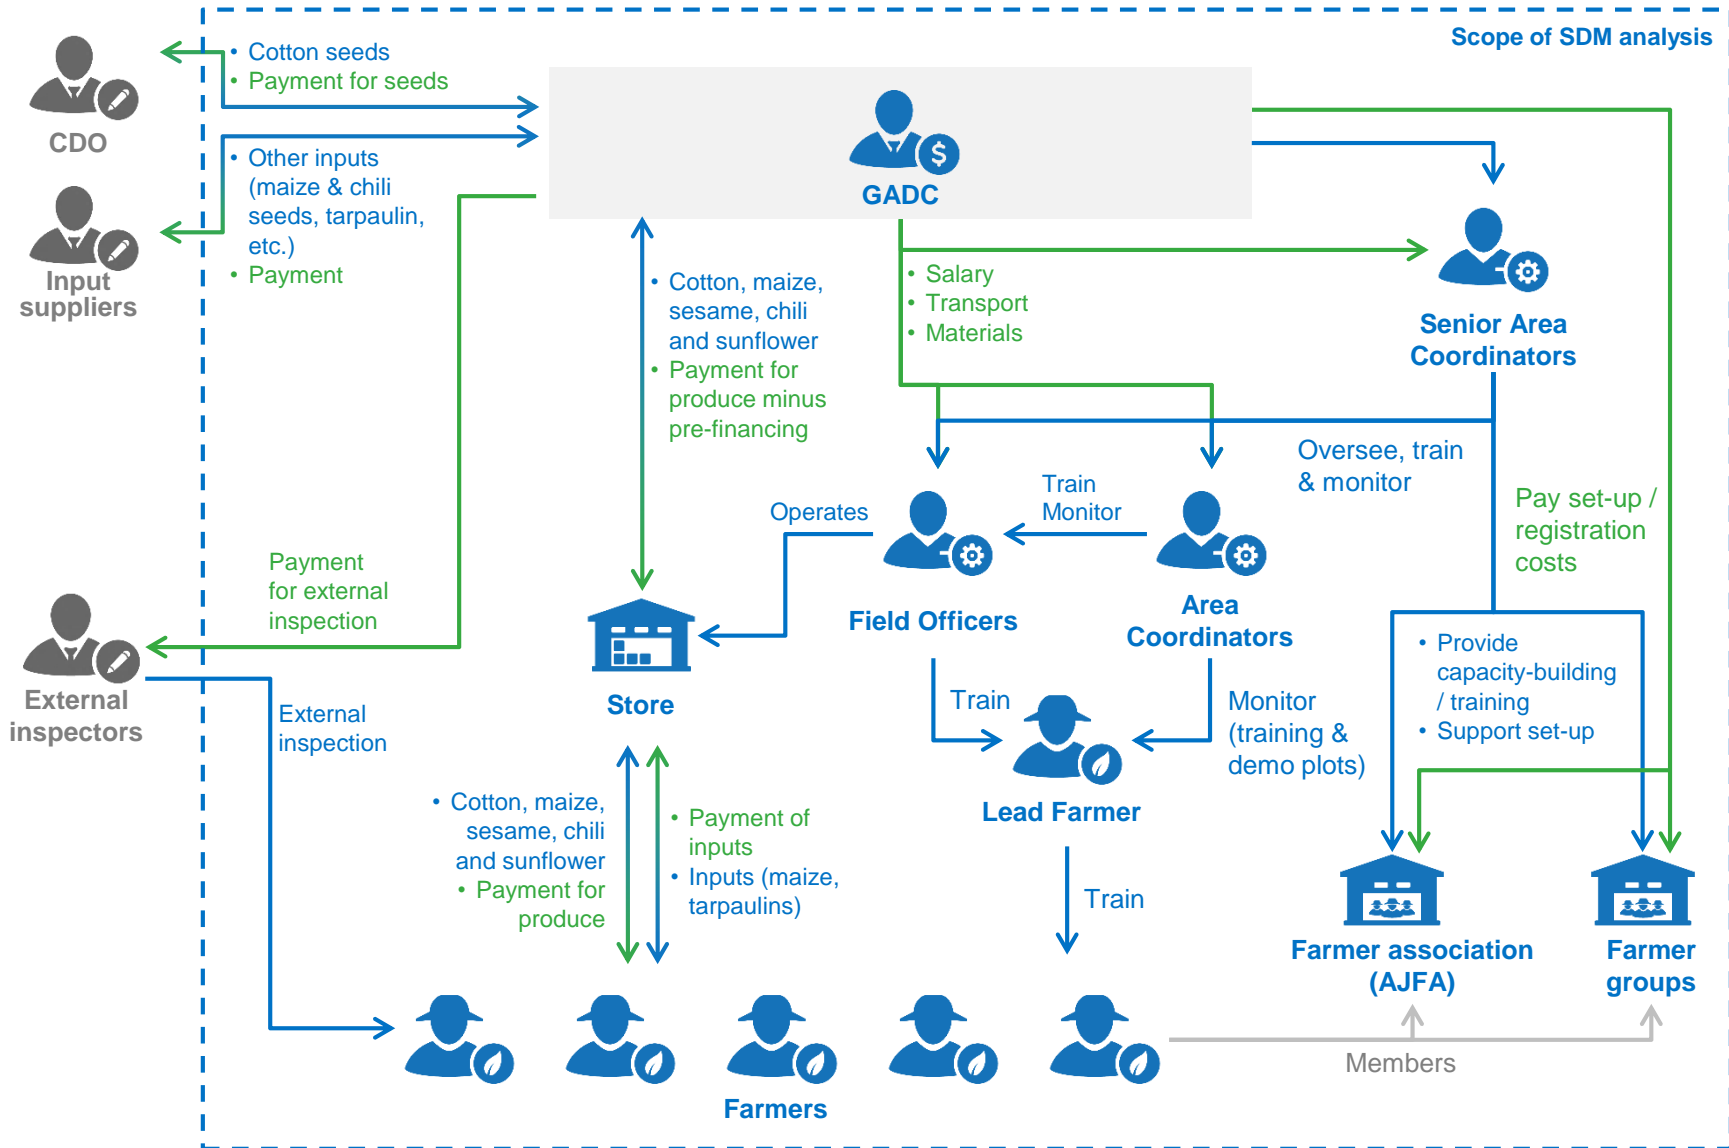 Scope of SDM analysis
• Cotton seeds
• Payment for seeds
CDO
• Other inputs
(maize & chili
seeds, tarpaulin,
etc.)
• Payment
Input
suppliers
$
GADC
• Cotton, maize,
sesame, chili
and sunflower
• Payment for
produce minus
pre-financing
• Salary
• Transport
• Materials
Senior Area
Coordinators
Oversee, train
& monitor
Pay set-up /
registration
costs
Operates
Train
Monitor
Field Officers
Area
Coordinators
Payment
for external
inspection
External
inspectors
External
inspection
Store
Train
Monitor
(training &
demo plots)
• Provide
capacity-building
/ training
• Support set-up
Lead Farmer
• Cotton, maize,
sesame, chili
and sunflower
• Payment for
produce
• Payment of
inputs
• Inputs (maize,
tarpaulins)
Train
Farmer association
(AJFA)
Farmer
groups
Members
Farmers